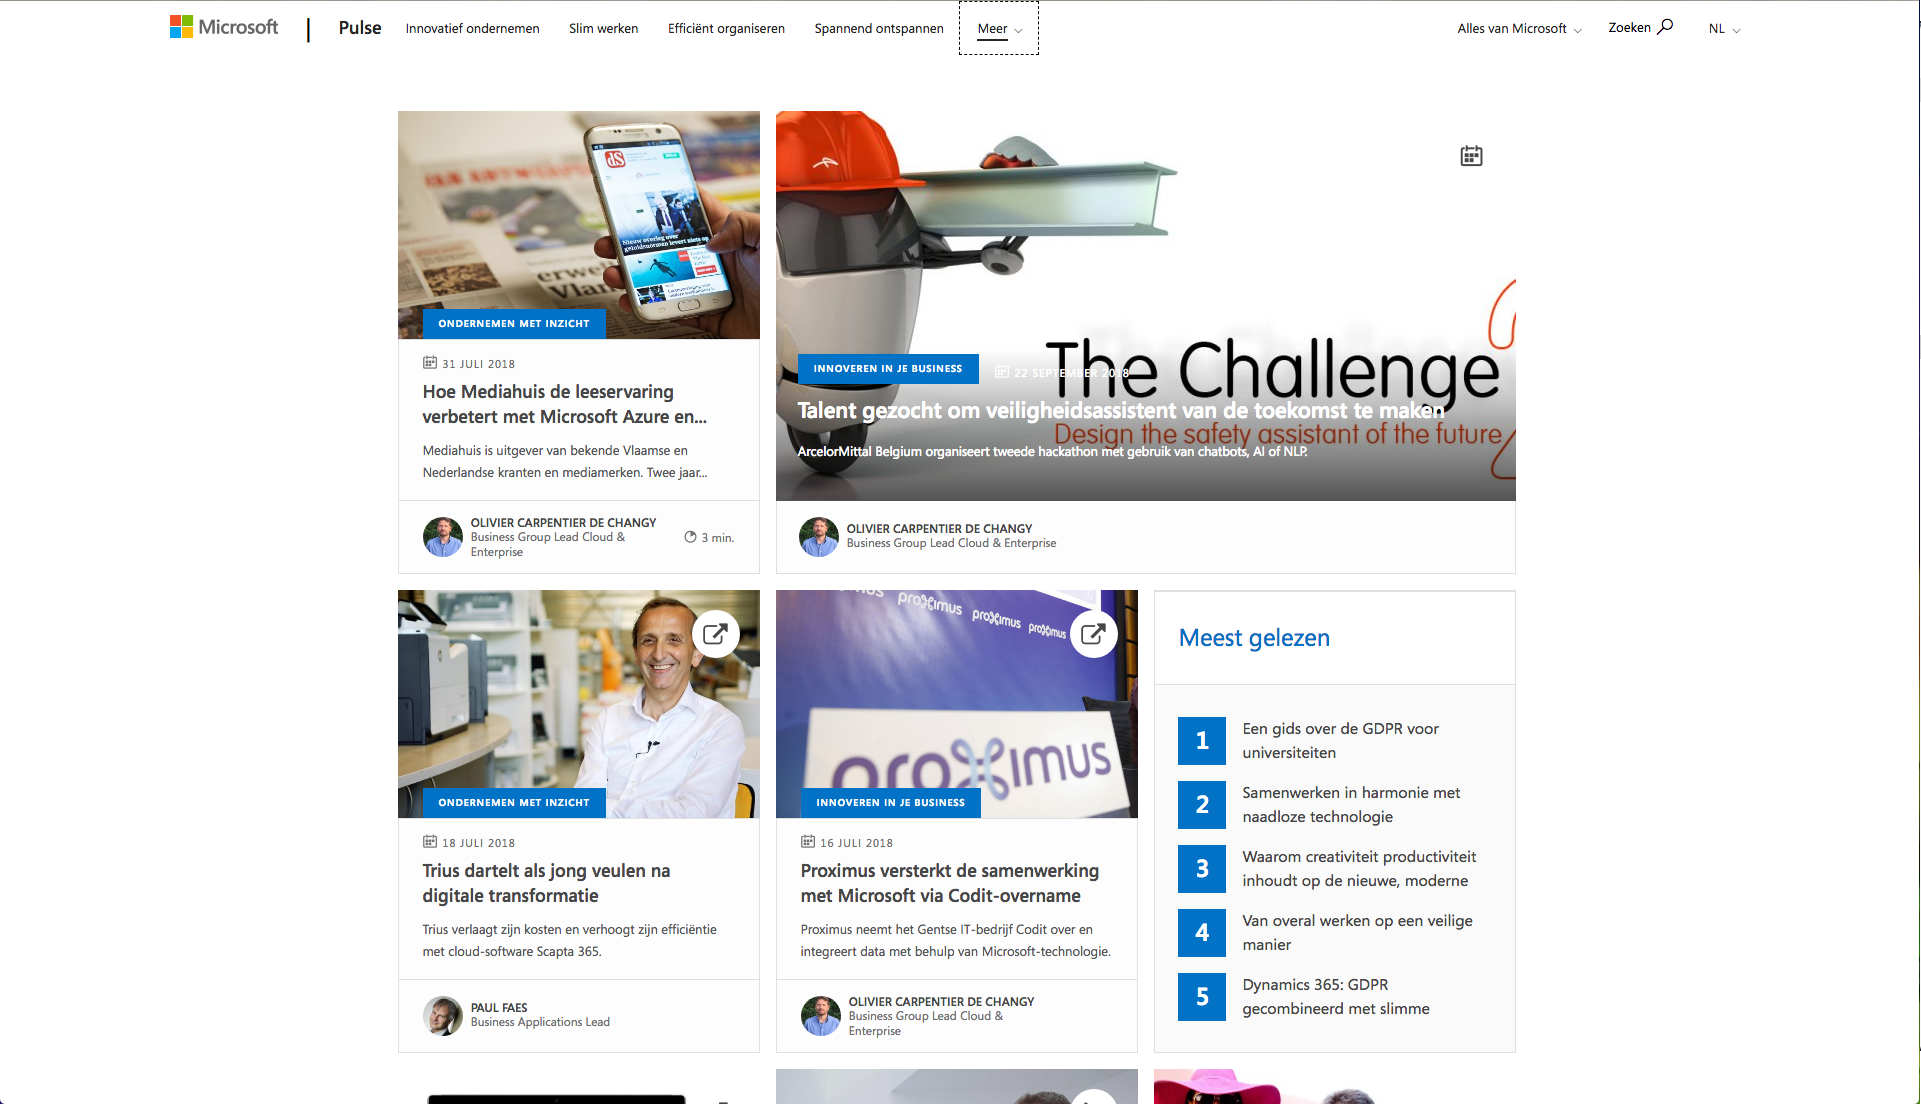 Microsoft
Pulse
Innovatief ondernemen
Slim werken
Efficiënt organiseren
Spannend ontspannen
Meer
Alles van Microsoft
Zoeken
NL
dS
Nieuw overleg over
geluidsnormen levert niets op
ONDERNEMEN MET INZICHT
31 JULI 2018
Hoe Mediahuis de leeservaring
verbetert met Microsoft Azure en...
Mediahuis is uitgever van bekende Vlaamse en
Nederlandse kranten en mediamerken. Twee jaar...
OLIVIER CARPENTIER DE CHANGY
Business Group Lead Cloud &
Enterprise
3 min.
The Challenge
Design the safety assistant of the future
INNOVEREN IN JE BUSINESS
22 SEPTEMBER 2018
Talent gezocht om veiligheidsassistent van de toekomst te maken
ArcelorMittal Belgium organiseert tweede hackathon met gebruik van chatbots, AI of NLP.
OLIVIER CARPENTIER DE CHANGY
Business Group Lead Cloud & Enterprise
ONDERNEMEN MET INZICHT
18 JULI 2018
Trius dartelt als jong veulen na
digitale transformatie
Trius verlaagt zijn kosten en verhoogt zijn efficiëntie
met cloud-software Scapta 365.
PAUL FAES
Business Applications Lead
proximus
proximus
proximus
proximus
INNOVEREN IN JE BUSINESS
16 JULI 2018
Proximus versterkt de samenwerking
met Microsoft via Codit-overname
Proximus neemt het Gentse IT-bedrijf Codit over en
integreert data met behulp van Microsoft-technologie.
OLIVIER CARPENTIER DE CHANGY
Business Group Lead Cloud &
Enterprise
Meest gelezen
1
Een gids over de GDPR voor
universiteiten
2
Samenwerken in harmonie met
naadloze technologie
3
Waarom creativiteit productiviteit
inhoudt op de nieuwe, moderne
4
Van overal werken op een veilige
manier
5
Dynamics 365: GDPR
gecombineerd met slimme